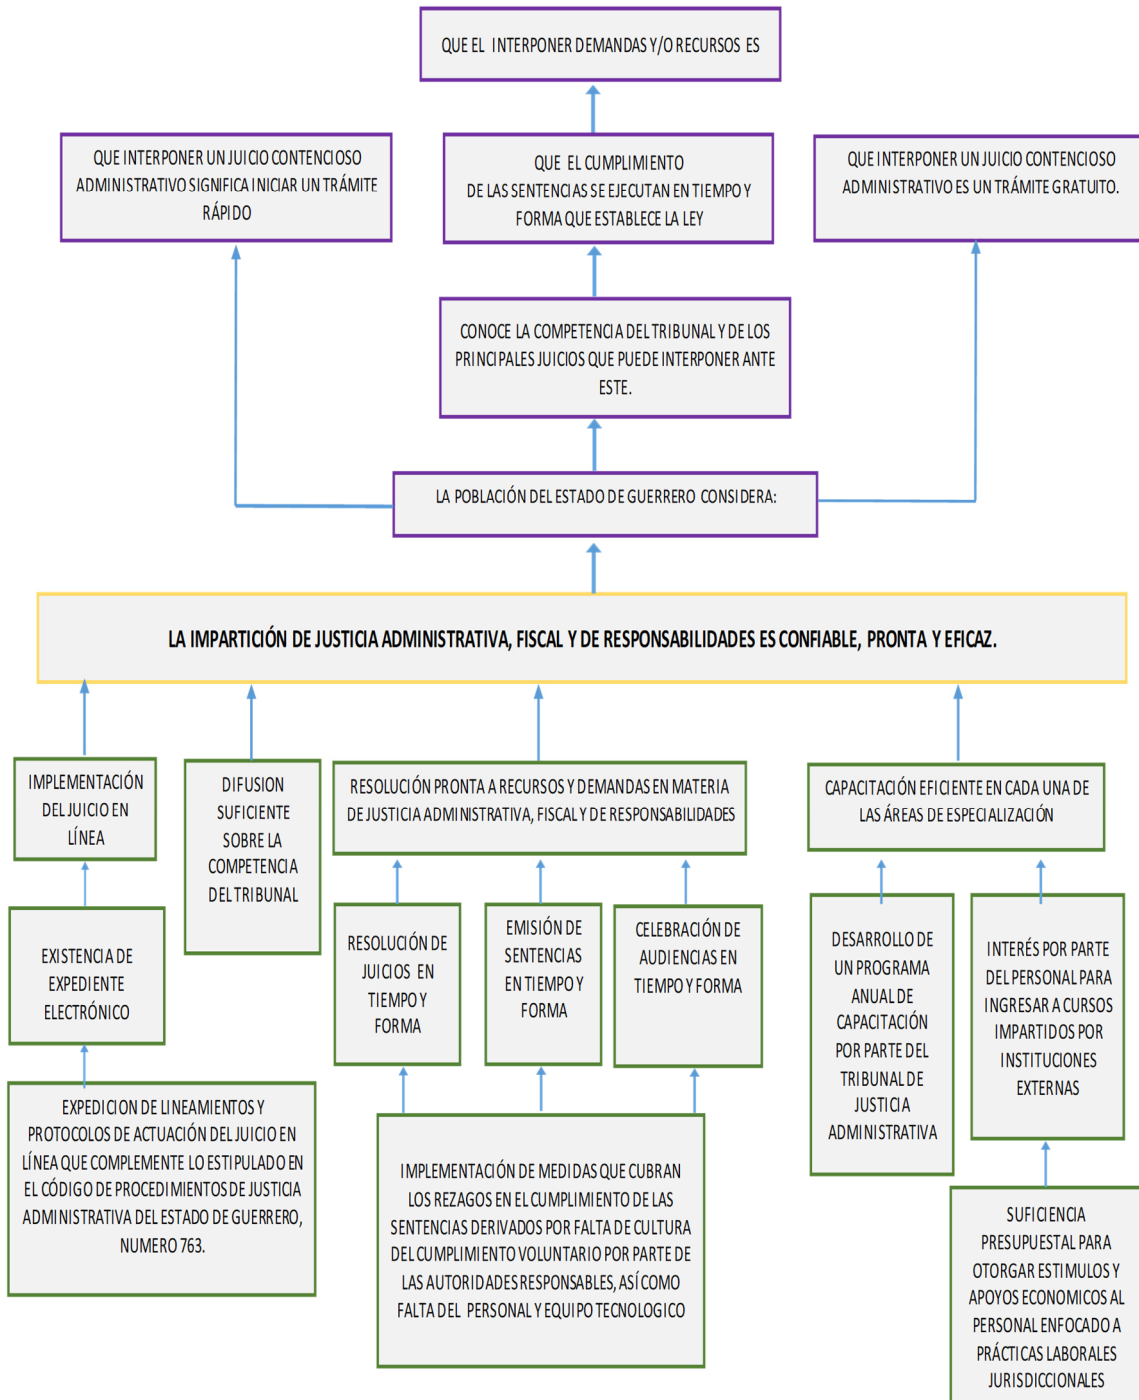 QUE EL INTERPONER DEMANDAS Y/O RECURSOS ES
QUE INTERPONER UN JUICIO CONTENCIOSO
ADMINISTRATIVO SIGNIFICA INICIAR UN TRÁMITE
RÁPIDO
QUE EL CUMPLIMIENTO
DE LAS SENTENCIAS SE EJECUTAN EN TIEMPO Y
FORMA QUE ESTABLECE LA LEY
QUE INTERPONER UN JUICIO CONTENCIOSO
ADMINISTRATIVO ES UN TRÁMITE GRATUITO.
CONOCE LA COMPETENCIA DEL TRIBUNAL Y DE LOS
PRINCIPALES JUICIOS QUE PUEDE INTERPONER ANTE
ESTE.
LA POBLACIÓN DEL ESTADO DE GUERRERO CONSIDERA:
LA IMPARTICIÓN DE JUSTICIA ADMINISTRATIVA, FISCAL Y DE RESPONSABILIDADES ES CONFIABLE, PRONTA Y EFICAZ.
IMPLEMENTACIÓN
DEL JUICIO EN
LÍNEA
DIFUSION
SUFICIENTE
SOBRE LA
COMPETENCIA
DEL TRIBUNAL
RESOLUCIÓN PRONTA A RECURSOS Y DEMANDAS EN MATERIA
DE JUSTICIA ADMINISTRATIVA, FISCAL Y DE RESPONSABILIDADES
CAPACITACIÓN EFICIENTE EN CADA UNA DE
LAS ÁREAS DE ESPECIALIZACIÓN
EXISTENCIA DE
EXPEDIENTE
ELECTRÓNICO
RESOLUCIÓN DE
JUICIOS EN
TIEMPO Y
FORMA
EMISIÓN DE
SENTENCIAS
EN TIEMPO Y
FORMA
CELEBRACIÓN DE
AUDIENCIAS EN
TIEMPO Y FORMA
DESARROLLO DE
UN PROGRAMA
ANUAL DE
CAPACITACIÓN
POR PARTE DEL
TRIBUNAL DE
JUSTICIA
ADMINISTRATIVA
INTERÉS POR PARTE
DEL PERSONAL PARA
INGRESAR A CURSOS
IMPARTIDOS POR
INSTITUCIONES
EXTERNAS
EXPEDICION DE LINEAMIENTOS Y
PROTOCOLOS DE ACTUACIÓN DEL JUICIO EN
LÍNEA QUE COMPLEMENTE LO ESTIPULADO EN
EL CÓDIGO DE PROCEDIMIENTOS DE JUSTICIA
ADMINISTRATIVA DEL ESTADO DE GUERRERO,
NUMERO 763.
IMPLEMENTACIÓN DE MEDIDAS QUE CUBRAN
LOS REZAGOS EN EL CUMPLIMIENTO DE LAS
SENTENCIAS DERIVADOS POR FALTA DE CULTURA
DEL CUMPLIMIENTO VOLUNTARIO POR PARTE DE
LAS AUTORIDADES RESPONSABLES, ASÍ COMO
FALTA DEL PERSONAL Y EQUIPO TECNOLOGICO
SUFICIENCIA
PRESUPUESTAL PARA
OTORGAR ESTIMULOS Y
APOYOS ECONOMICOS AL
PERSONAL ENFOCADO A
PRÁCTICAS LABORALES
JURISDICCIONALES